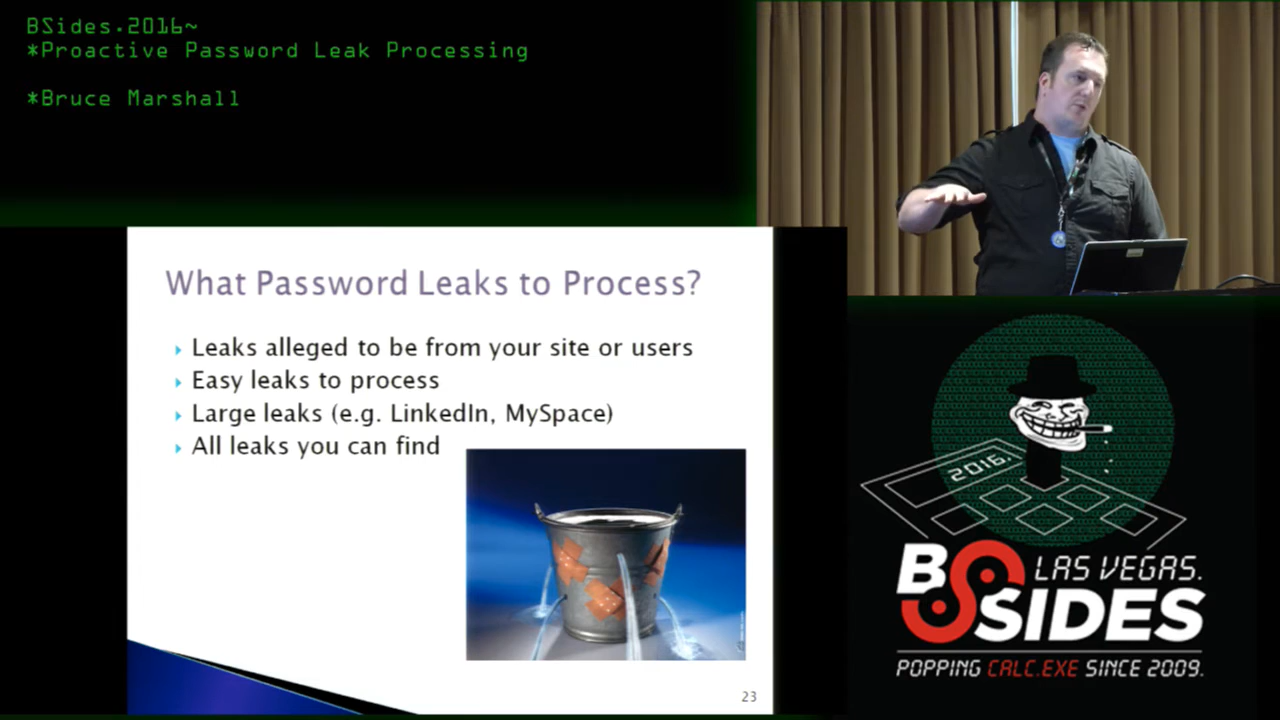 BSides.2016~
*Proactive Password Leak Processing
*Bruce Marshall
What Password Leaks to Process?
Leaks alleged to be from your site or users
Easy leaks to process
Large leaks (e.g. LinkedIn, MySpace)
All leaks you can find
23
2016.
BSIDES
LAS VEGAS.
POPPING CALC.EXE SINCE 2009.